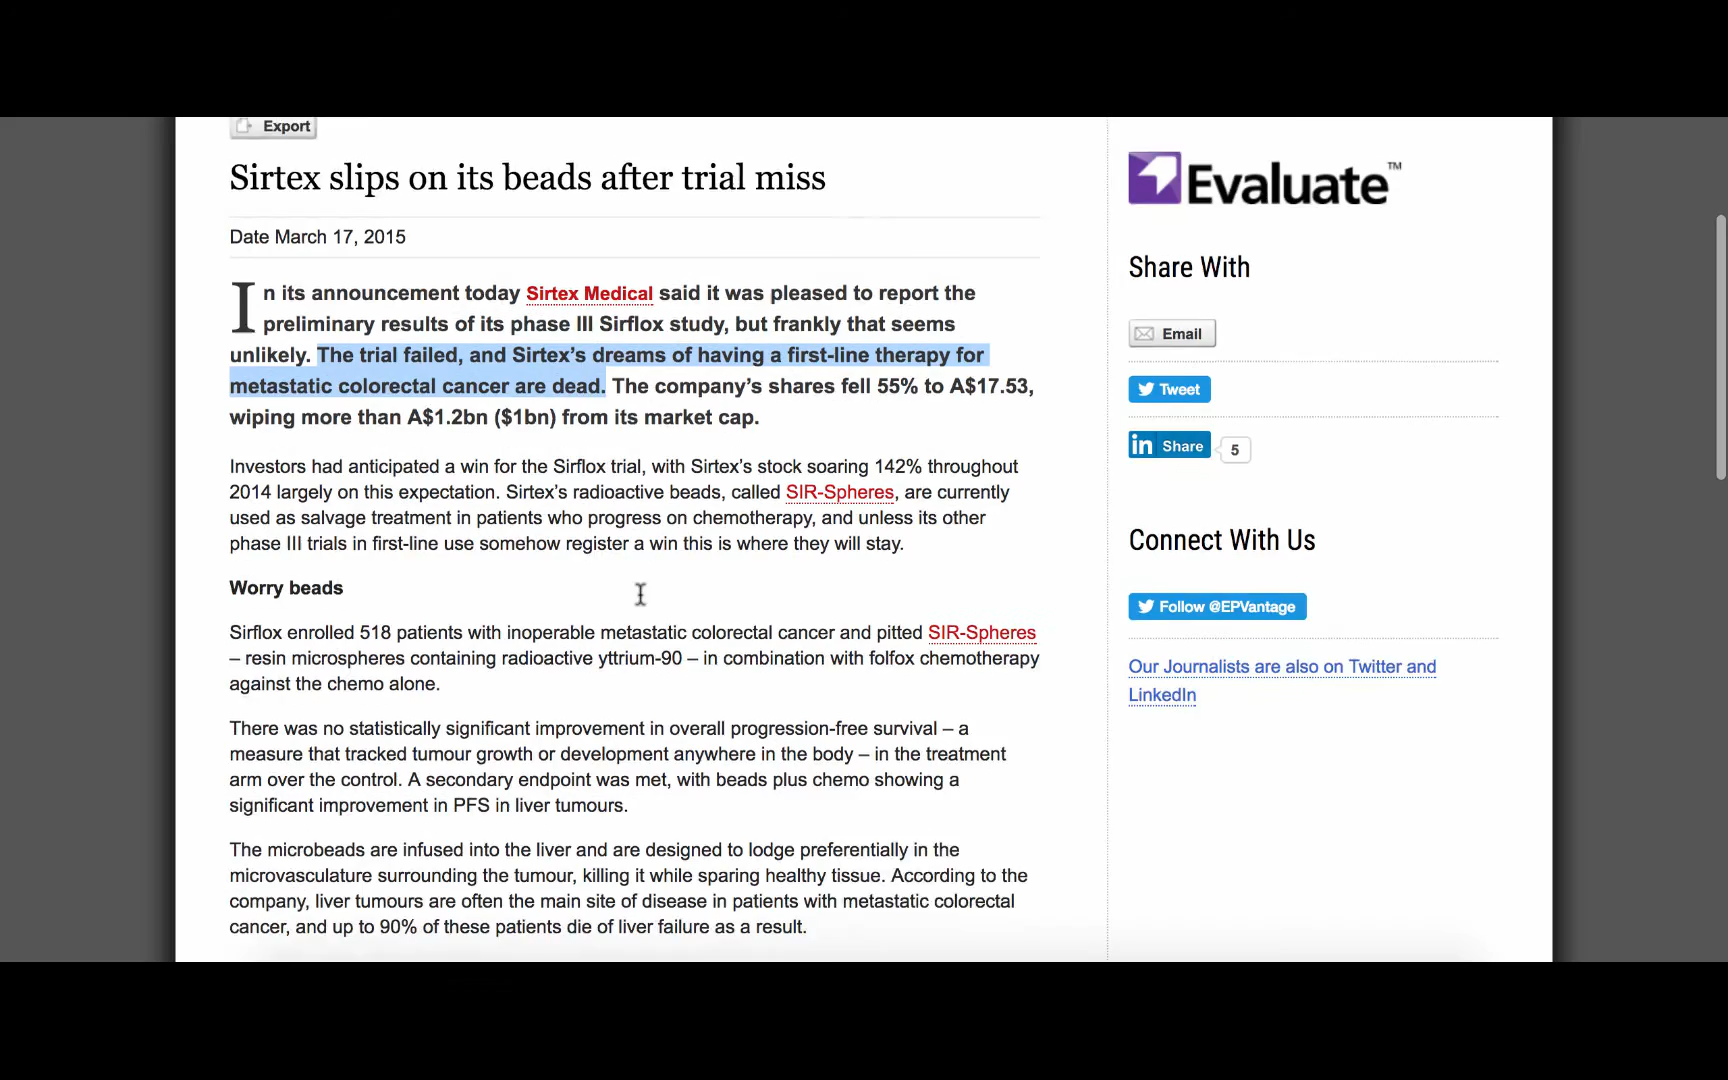 Export
Sirtex slips on its beads after trial miss
Date March 17, 2015
In its announcement today Sirtex Medical said it was pleased to report the
preliminary results of its phase III Sirflox study, but frankly that seems
unlikely. The trial failed, and Sirtex’s dreams of having a first-line therapy for
metastatic colorectal cancer are dead. The company’s shares fell 55% to A$17.53,
wiping more than A$1.2bn ($1bn) from its market cap.
Investors had anticipated a win for the Sirflox trial, with Sirtex’s stock soaring 142% throughout
2014 largely on this expectation. Sirtex’s radioactive beads, called SIR-Spheres, are currently
used as salvage treatment in patients who progress on chemotherapy, and unless its other
phase III trials in first-line use somehow register a win this is where they will stay.
Worry beads
Sirflox enrolled 518 patients with inoperable metastatic colorectal cancer and pitted SIR-Spheres
– resin microspheres containing radioactive yttrium-90 – in combination with folfox chemotherapy
against the chemo alone.
There was no statistically significant improvement in overall progression-free survival – a
measure that tracked tumour growth or development anywhere in the body – in the treatment
arm over the control. A secondary endpoint was met, with beads plus chemo showing a
significant improvement in PFS in liver tumours.
The microbeads are infused into the liver and are designed to lodge preferentially in the
microvasculature surrounding the tumour, killing it while sparing healthy tissue. According to the
company, liver tumours are often the main site of disease in patients with metastatic colorectal
cancer, and up to 90% of these patients die of liver failure as a result.
Evaluate™
Share With
Email
Tweet
in Share 5
Connect With Us
Follow @EPVantage
Our Journalists are also on Twitter and
LinkedIn